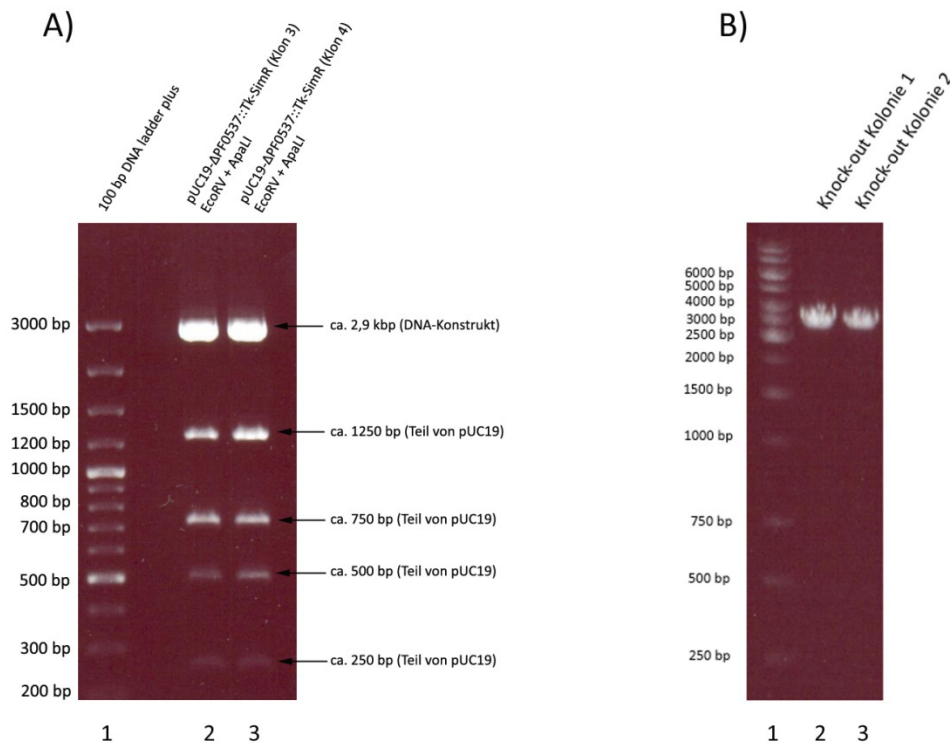 A)
100 bp DNA ladder plus
pUC19-ΔPF0537::Tk-SimR (Klon 3)
EcoRV + ApaLI
pUC19-ΔPF0537::Tk-SimR (Klon 4)
EcoRV + ApaLI
3000 bp
1500 bp
1200 bp
1000 bp
800 bp
700 bp
500 bp
300 bp
200 bp
ca. 2,9 kbp (DNA-Konstrukt)
ca. 1250 bp (Teil von pUC19)
ca. 750 bp (Teil von pUC19)
ca. 500 bp (Teil von pUC19)
ca. 250 bp (Teil von pUC19)
1 2 3
B)
Knock-out Kolonie 1
Knock-out Kolonie 2
6000 bp
5000 bp
4000 bp
3000 bp
2500 bp
2000 bp
1500 bp
1000 bp
750 bp
500 bp
250 bp
1 2 3